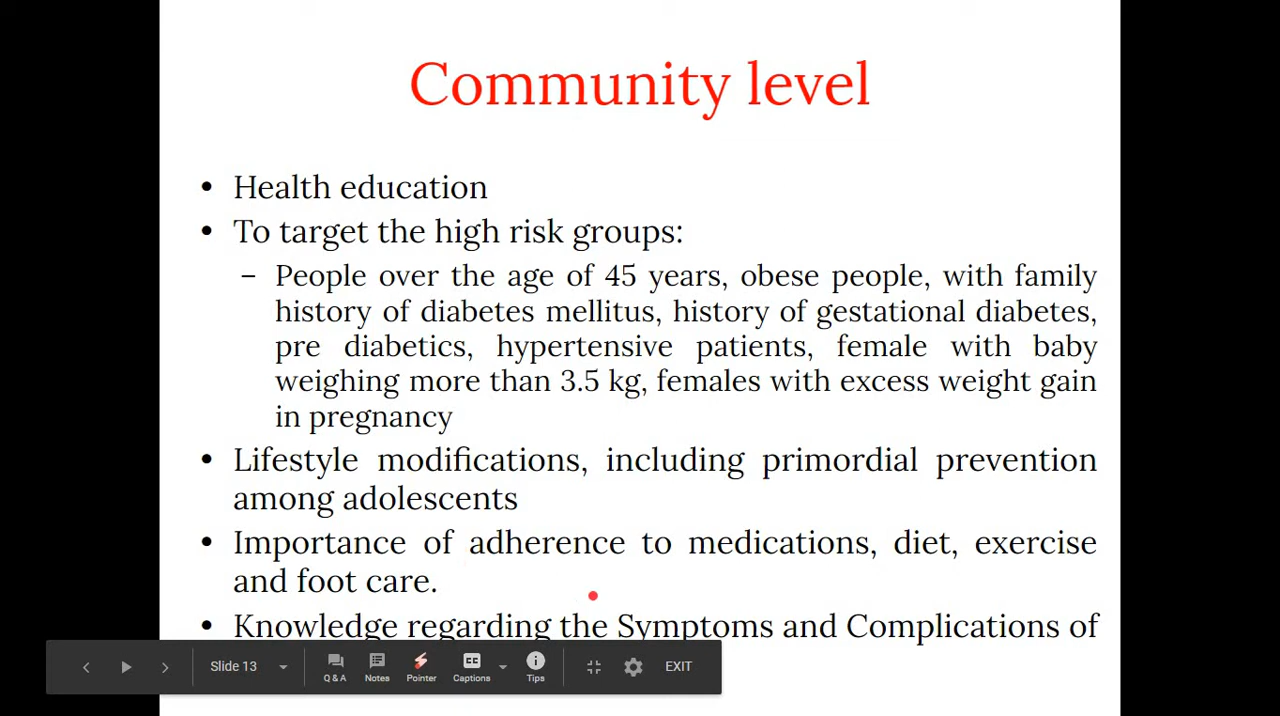 Community level
• Health education
• To target the high risk groups:
– People over the age of 45 years, obese people, with family
history of diabetes mellitus, history of gestational diabetes,
pre diabetics, hypertensive patients, female with baby
weighing more than 3.5 kg, females with excess weight gain
in pregnancy
• Lifestyle modifications, including primordial prevention
among adolescents
• Importance of adherence to medications, diet, exercise
and foot care.
• Knowledge regarding the Symptoms and Complications of
Slide 13
Q & A
Notes
Pointer
CC
Captions
Tips
EXIT